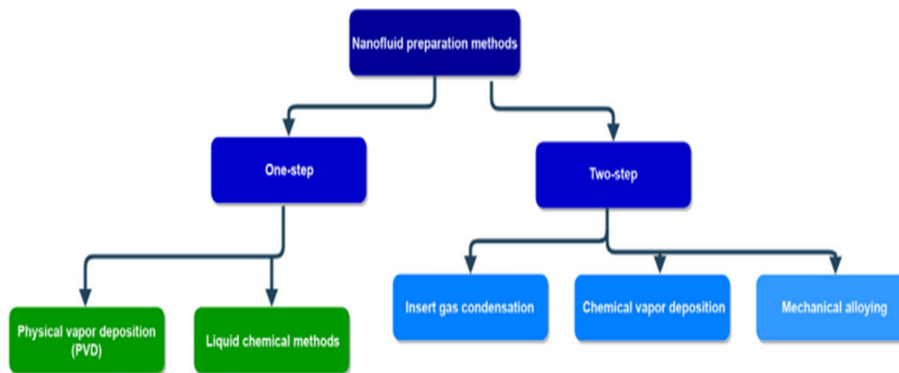 Nanofluid preparation methods
One-step
Two-step
Physical vapor deposition
(PVD)
Liquid chemical methods
Insert gas condensation
Chemical vapor deposition
Mechanical alloying